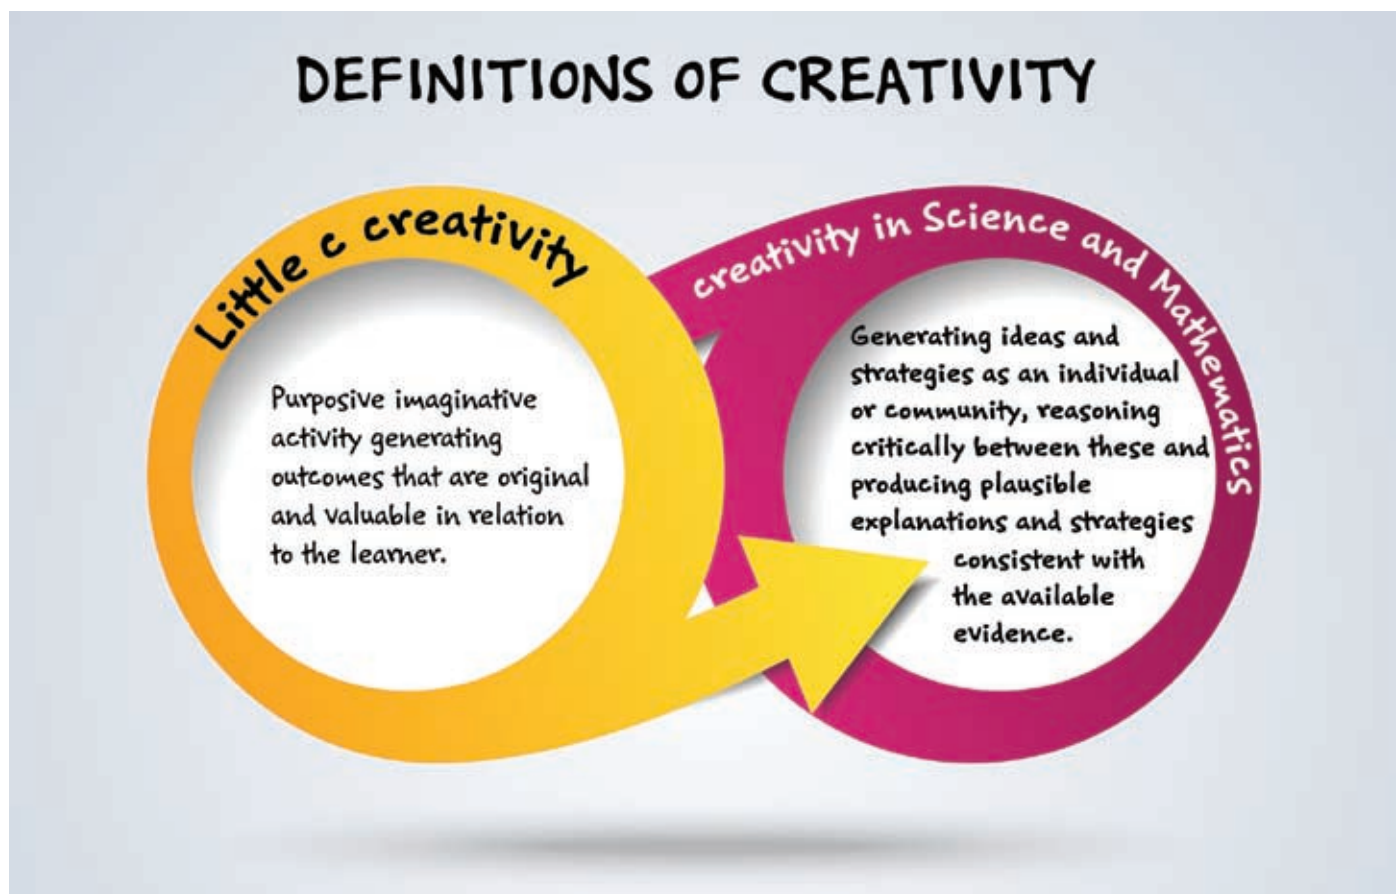 DEFINITIONS OF CREATIVITY
Little c creativity
Purposive imaginative
activity generating
outcomes that are original
and valuable in relation
to the learner.
creativity in Science and Mathematics
Generating ideas and
strategies as an individual
or community, reasoning
critically between these and
producing plausible
explanations and strategies
consistent with
the available
evidence.